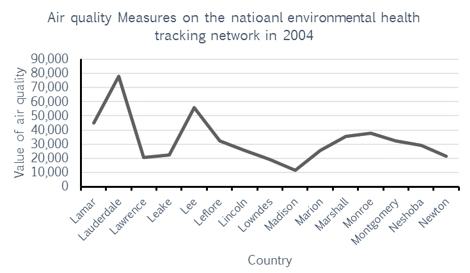 Air quality Measures on the natioanl environmental health
tracking network in 2004
Value of air quality
90,000
80,000
70,000
60,000
50,000
40,000
30,000
20,000
10,000
0
Lamar
Lauderdale
Lawrence
Leake
Lee
Leflore
Lincoln
Lowndes
Madison
Marion
Marshall
Monroe
Montgomery
Neshoba
Newton
Country